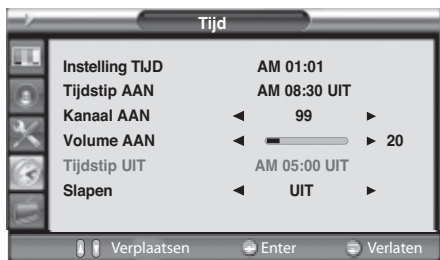 Tijd
Instelling TIJD AM 01:01
Tijdstip AAN AM 08:30 UIT
Kanaal AAN ◄ 99 ►
Volume AAN ◄ ► 20
Tijdstip UIT AM 05:00 UIT
Slapen ◄ UIT ►
Verplaatsen Enter Verlaten